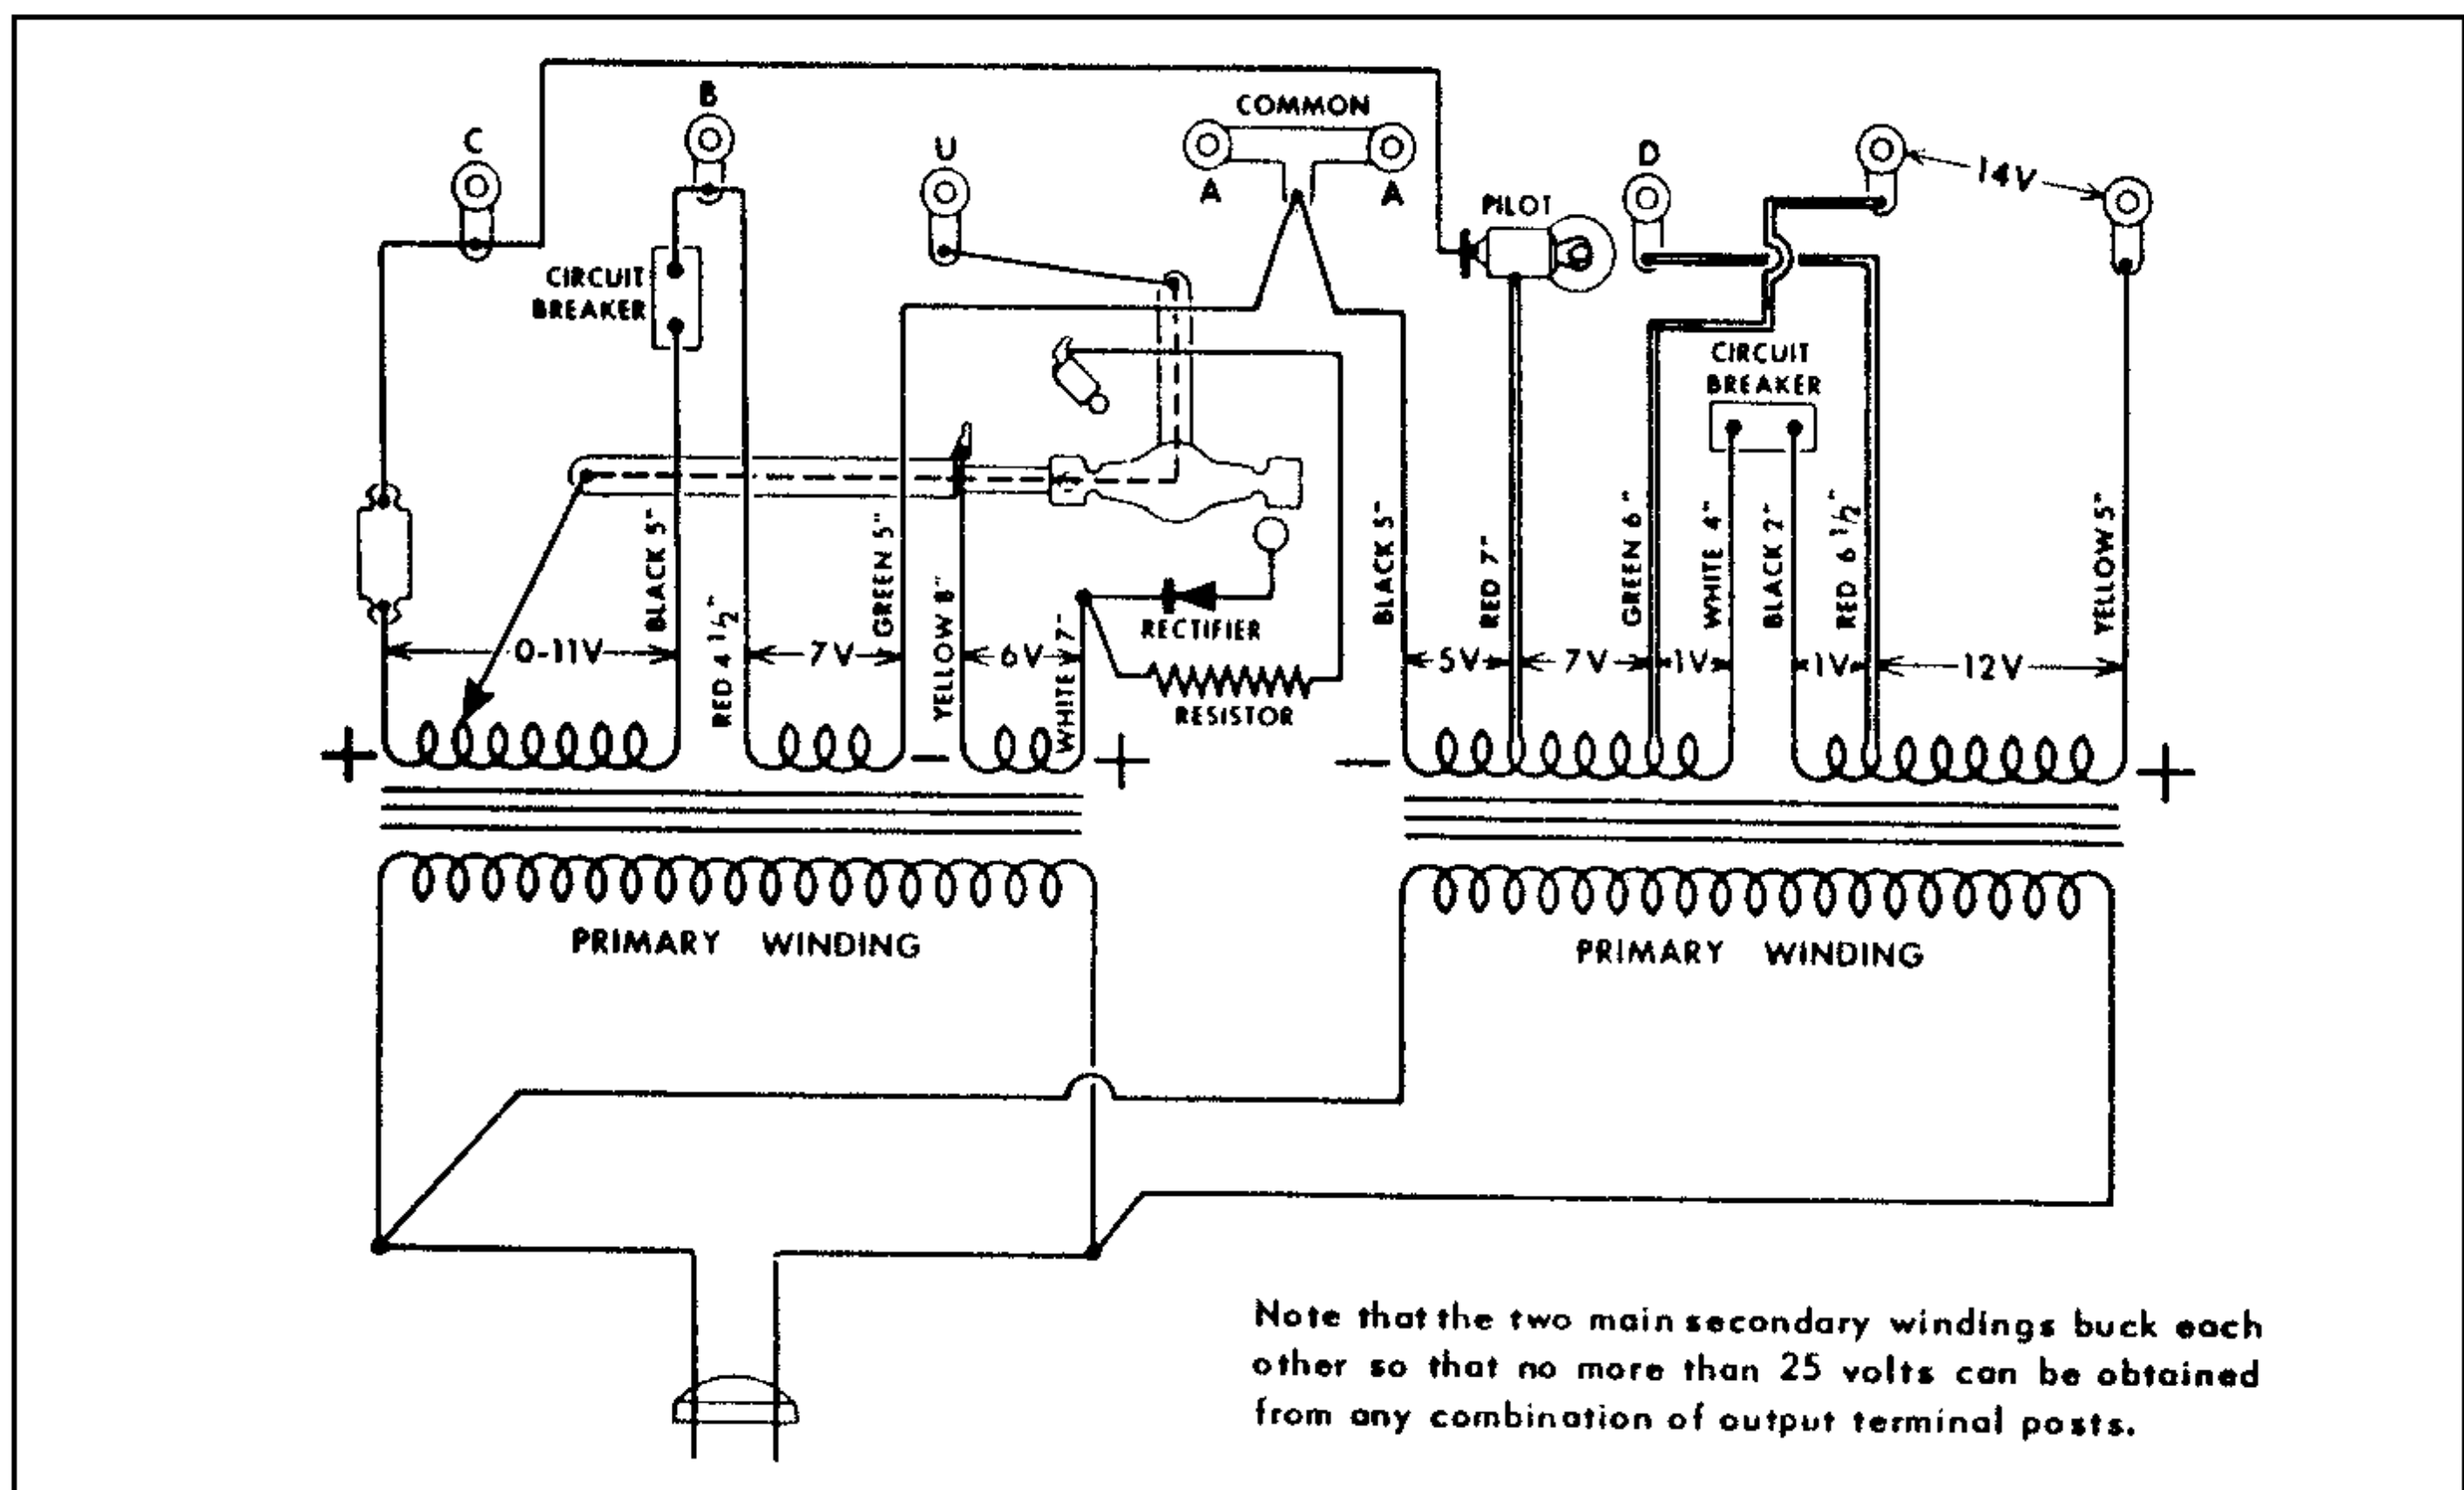 COMMON
B
C
U
A
A
D
14V
PILOT
CIRCUIT
BREAKER
CIRCUIT
BREAKER
BLACK 5"
RED 4 1/2"
GREEN 5"
YELLOW 8"
WHITE 7"
BLACK 5"
RED 7"
GREEN 6"
WHITE 4"
BLACK 2"
RED 6 1/2"
YELLOW 5"
RECTIFIER
RESISTOR
0-11V
7V
6V
5V
7V
1V
1V
12V
+
-
+
-
+
PRIMARY WINDING
PRIMARY WINDING
Note that the two main secondary windings buck each
other so that no more than 25 volts can be obtained
from any combination of output terminal posts.